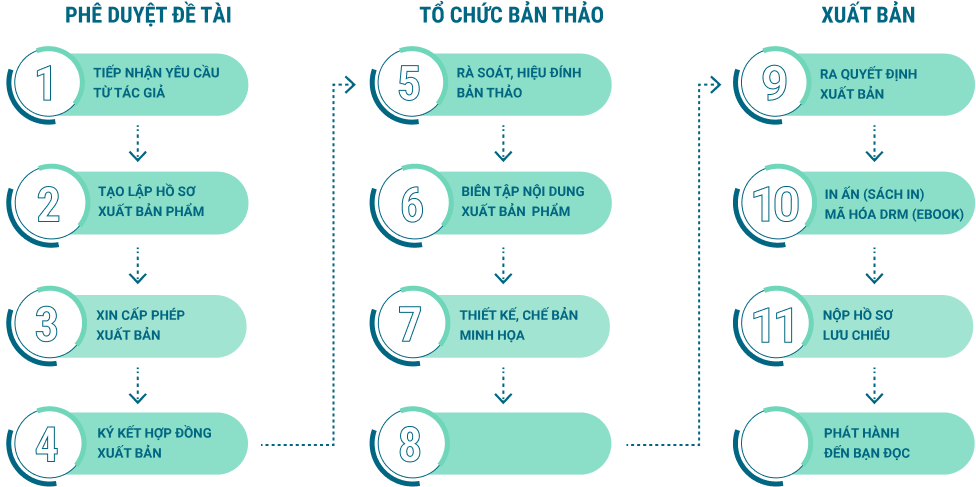 PHÊ DUYỆT ĐỀ TÀI
1
TIẾP NHẬN YÊU CẦU
TỪ TÁC GIẢ
2
TẠO LẬP HỒ SƠ
XUẤT BẢN PHẨM
3
XIN CẤP PHÉP
XUẤT BẢN
4
KÝ KẾT HỢP ĐỒNG
XUẤT BẢN
TỔ CHỨC BẢN THẢO
5
RÀ SOÁT, HIỆU ĐÍNH
BẢN THẢO
6
BIÊN TẬP NỘI DUNG
XUẤT BẢN PHẨM
7
THIẾT KẾ, CHẾ BẢN
MINH HỌA
8
XUẤT BẢN
9
RA QUYẾT ĐỊNH
XUẤT BẢN
10
IN ẤN (SÁCH IN)
MÃ HÓA DRM (EBOOK)
11
NỘP HỒ SƠ
LƯU CHIỂU
PHÁT HÀNH
ĐẾN BẠN ĐỌC